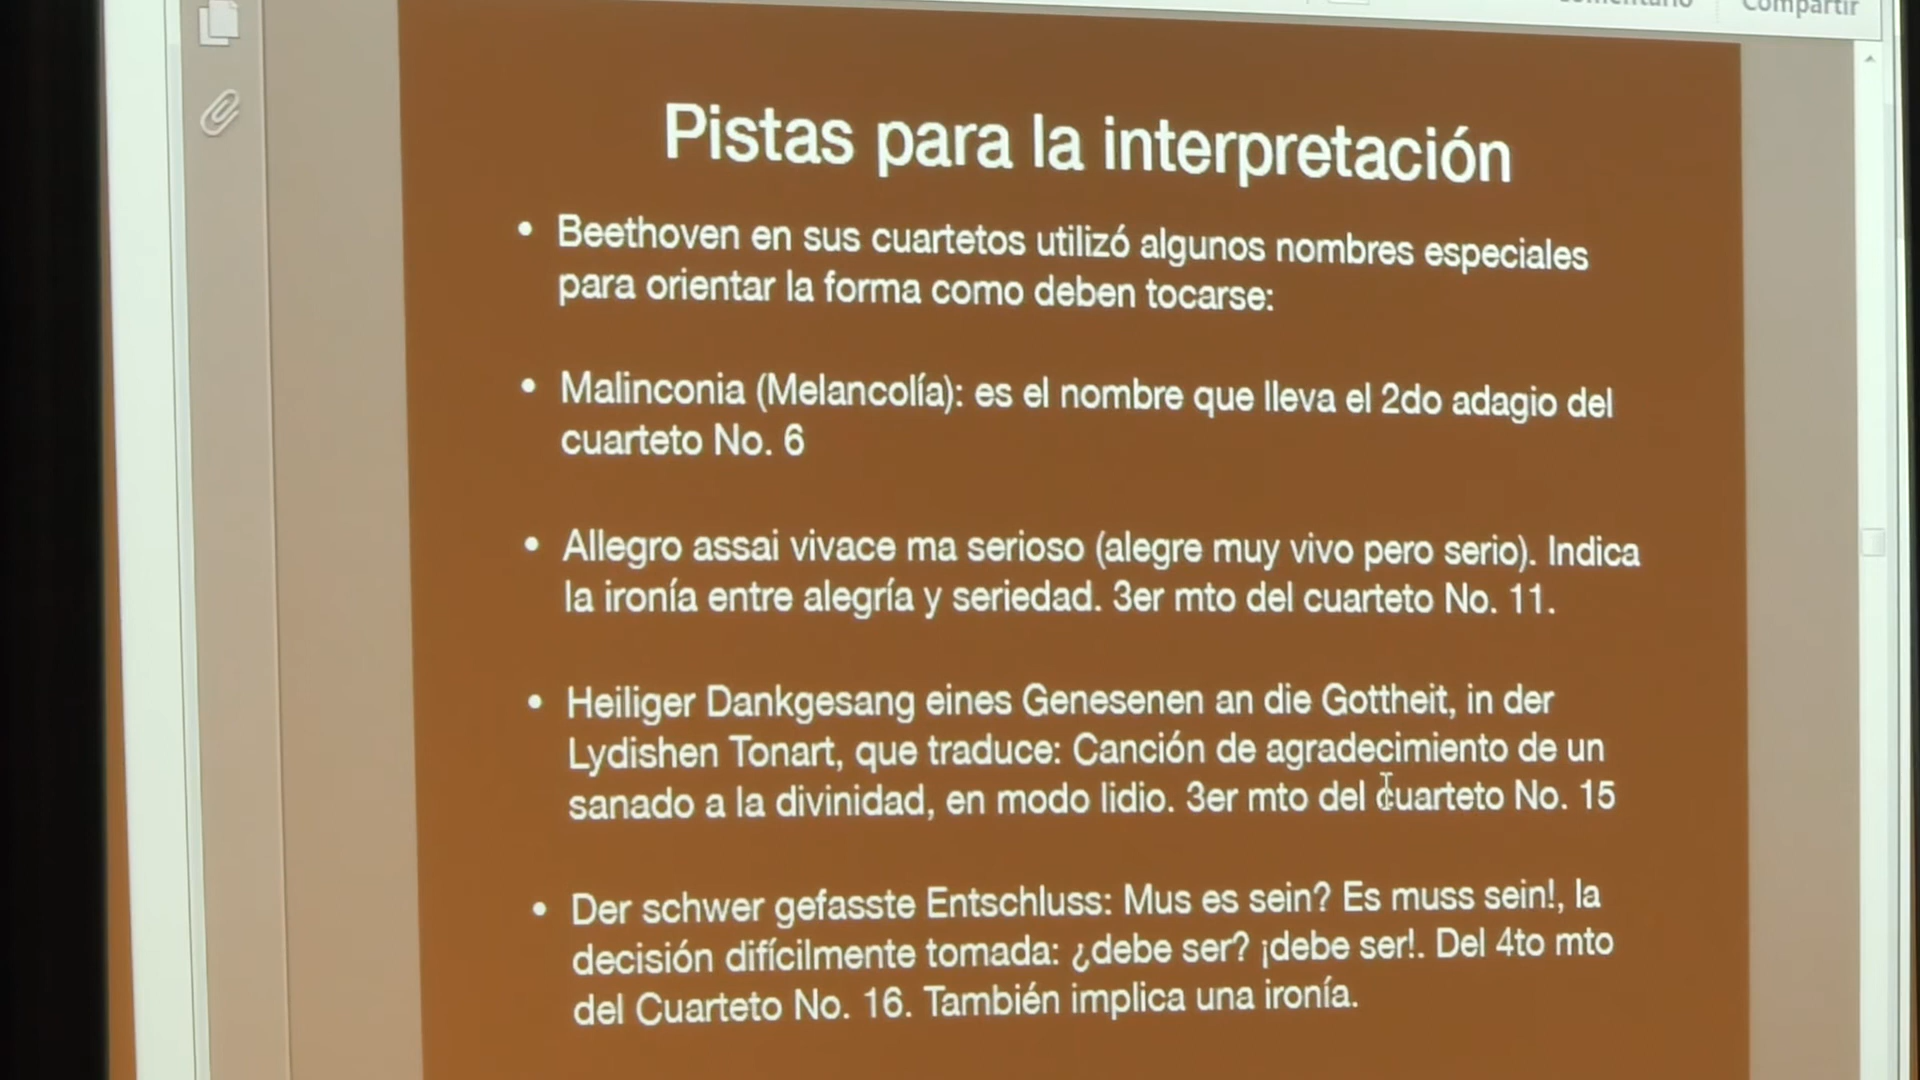 Compartir
Pistas para la interpretación
• Beethoven en sus cuartetos utilizó algunos nombres especiales
para orientar la forma como deben tocarse:
• Malinconia (Melancolía): es el nombre que lleva el 2do adagio del
cuarteto No. 6
• Allegro assai vivace ma serioso (alegre muy vivo pero serio). Indica
la ironía entre alegría y seriedad. 3er mto del cuarteto No. 11.
• Heiliger Dankgesang eines Genesenen an die Gottheit, in der
Lydishen Tonart, que traduce: Canción de agradecimiento de un
sanado a la divinidad, en modo lidio. 3er mto del cuarteto No. 15
• Der schwer gefasste Entschluss: Mus es sein? Es muss sein!, la
decisión difícilmente tomada: ¿debe ser? ¡debe ser!. Del 4to mto
del Cuarteto No. 16. También implica una ironía.